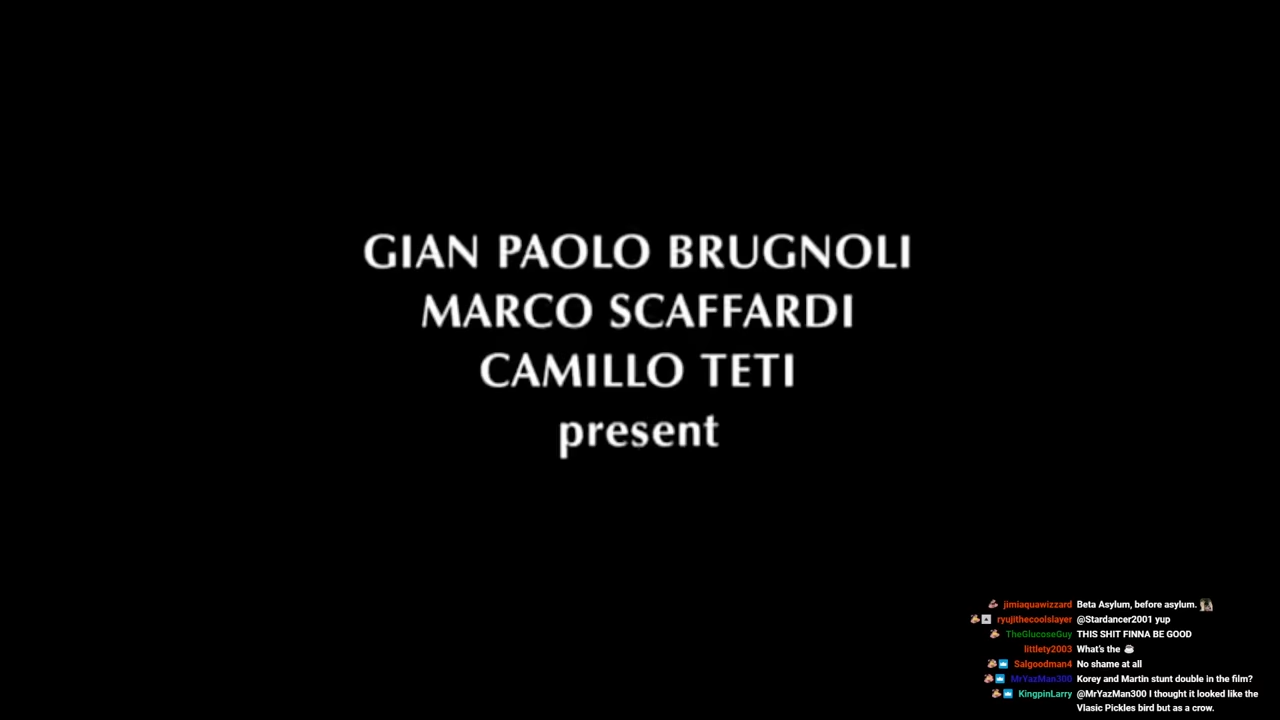 GIAN PAOLO BRUGNOLI
MARCO SCAFFARDI
CAMILLO TETI
present
jimiaquawizzard Beta Asylum, before asylum.
ryujithecoolslayer @Stardancer2001 yup
TheGlucoseGuy THIS SHIT FINNA BE GOOD
littlety2003 What's the ☕
Salgoodman4 No shame at all
MrYazMan300 Korey and Martin stunt double in the film?
KingpinLarry @MrYazMan300 I thought it looked like the
Vlasic Pickles bird but as a crow.